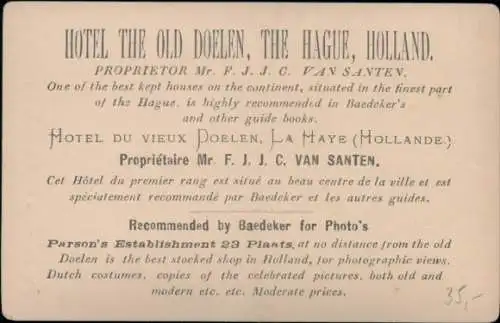 HOTEL THE OLD DOELEN, THE HAGUE, HOLLAND.
PROPRIETOR Mr. F. J. J. C. VAN SANTEN.
One of the best kept houses on the continent, situated in the finest part
of the Hague, is highly recommended in Baedeker's
and other guide books.
HOTEL DU VIEUX DOELEN, LA HAYE (HOLLANDE.)
Propriétaire Mr. F. J. J. C. VAN SANTEN.
Cet Hôtel du premier rang est situé au beau centre de la ville et est
spécialement recommandé par Baedeker et les autres guides.
Recommended by Baedeker for Photo's
Parson's Establishment 23 Plaats, at no distance from the old
Doelen is the best stocked shop in Holland, for photographic views,
Dutch costumes, copies of the celebrated pictures, both old and
modern etc. etc. Moderate prices.
35,-